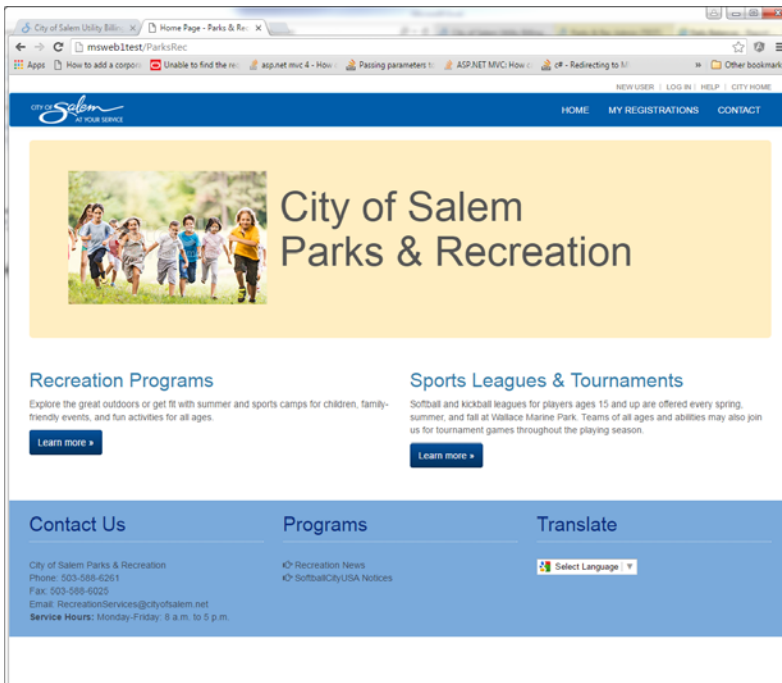 City of Salem Utility Billin
Home Page - Parks & Rec
msweb1test/ParksRec
Apps
How to add a corpor
Unable to find the re
asp.net mvc 4 - How
Passing parameters t
ASP.NET MVC: How c
c# - Redirecting to M
»
Other bookmark
NEW USER | LOG IN | HELP | CITY HOME
CITY OF Salem
AT YOUR SERVICE
HOME MY REGISTRATIONS CONTACT
City of Salem
Parks & Recreation
Recreation Programs
Explore the great outdoors or get fit with summer and sports camps for children, family-
friendly events, and fun activities for all ages.
Learn more »
Sports Leagues & Tournaments
Softball and kickball leagues for players ages 15 and up are offered every spring,
summer, and fall at Wallace Marine Park. Teams of all ages and abilities may also join
us for tournament games throughout the playing season.
Learn more »
Contact Us
City of Salem Parks & Recreation
Phone: 503-588-6261
Fax: 503-588-6025
Email: RecreationServices@cityofsalem.net
Service Hours: Monday-Friday: 8 a.m. to 5 p.m.
Programs
Recreation News
SoftballCityUSA Notices
Translate
Select Language ▼